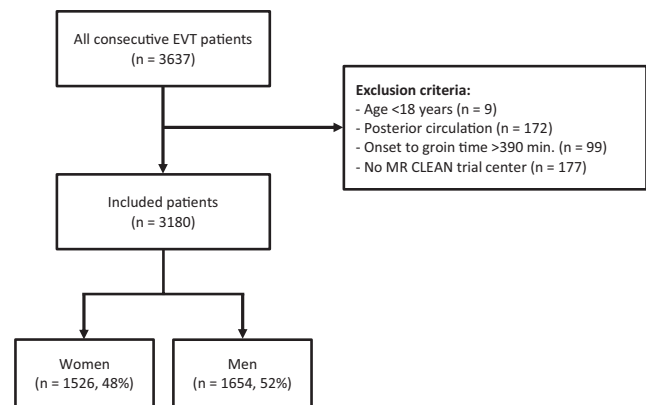 All consecutive EVT patients
(n = 3637)
Exclusion criteria:
- Age <18 years (n = 9)
- Posterior circulation (n = 172)
- Onset to groin time >390 min. (n = 99)
- No MR CLEAN trial center (n = 177)
Included patients
(n = 3180)
Women
(n = 1526, 48%)
Men
(n = 1654, 52%)